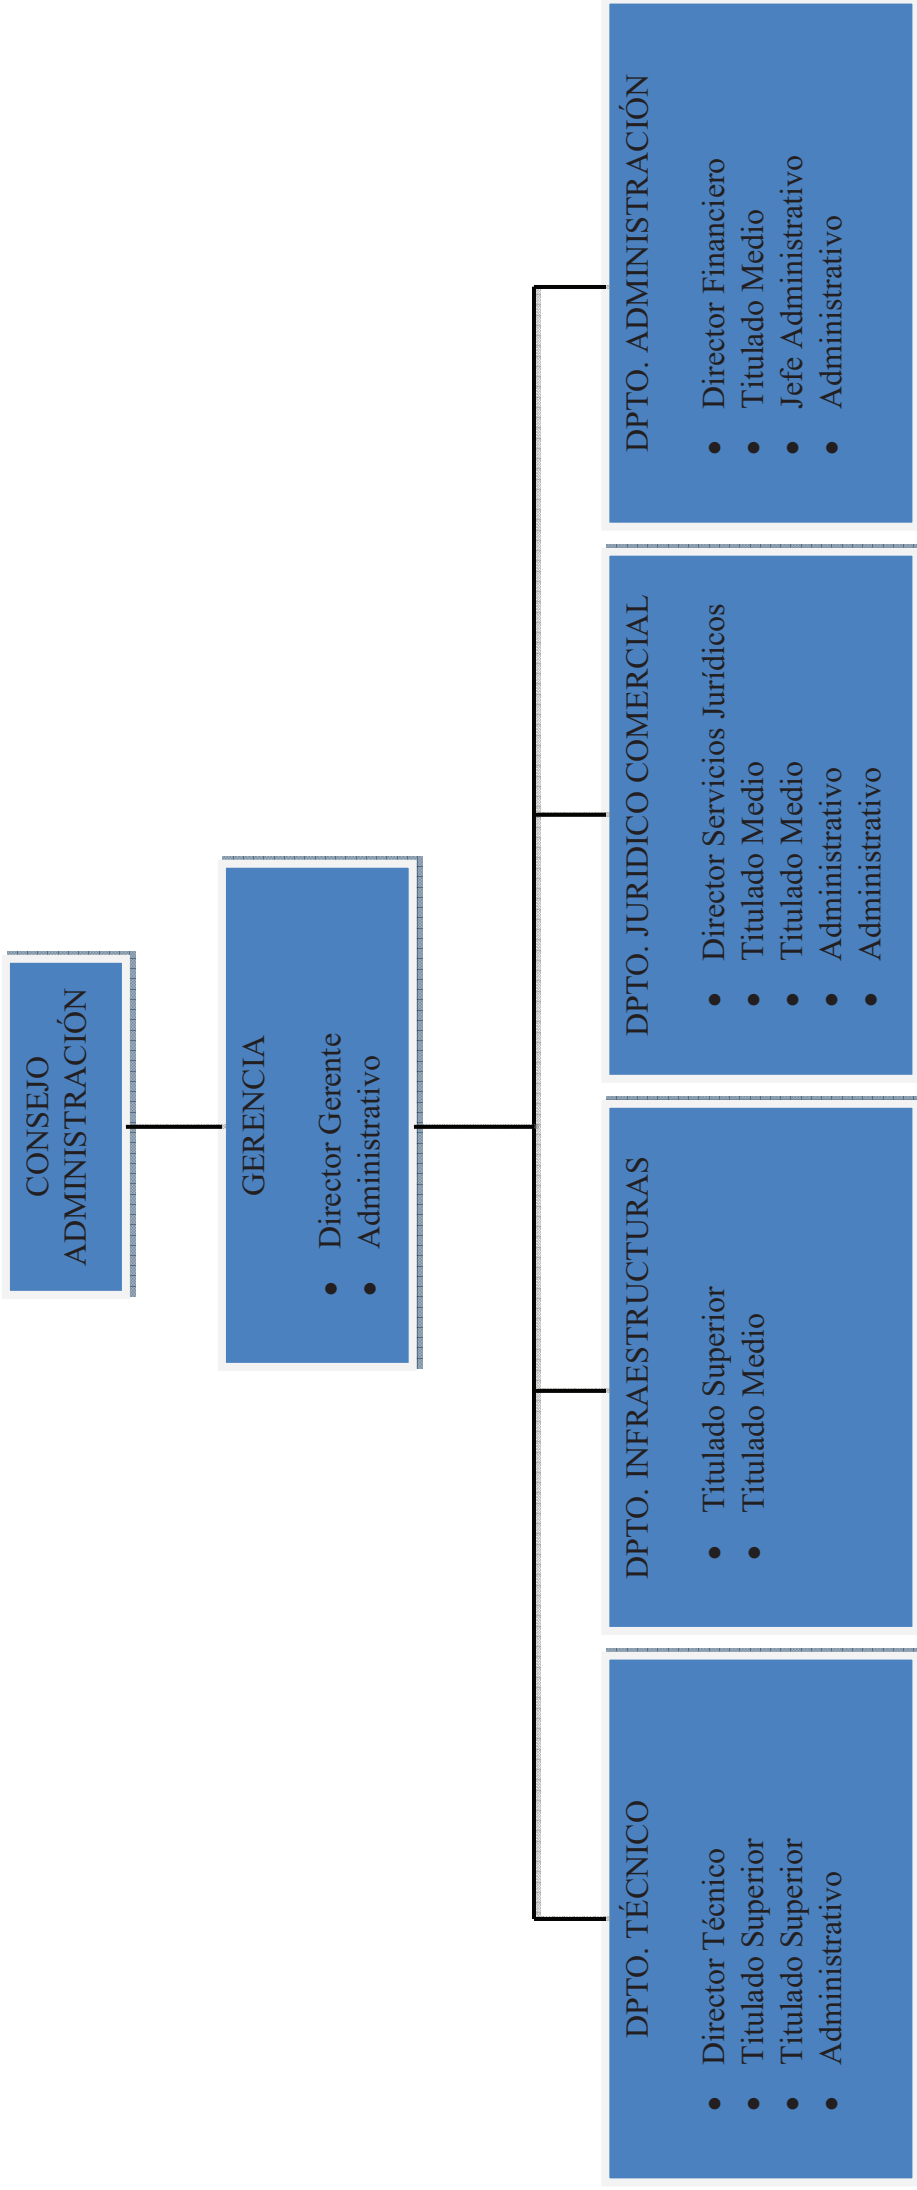 CONSEJO
ADMINISTRACIÓN
GERENCIA
• Director Gerente
• Administrativo
DPTO. TÉCNICO
• Director Técnico
• Titulado Superior
• Titulado Superior
• Administrativo
DPTO. INFRAESTRUCTURAS
• Titulado Superior
• Titulado Medio
DPTO. JURIDICO COMERCIAL
• Director Servicios Jurídicos
• Titulado Medio
• Titulado Medio
• Administrativo
• Administrativo
DPTO. ADMINISTRACIÓN
• Director Financiero
• Titulado Medio
• Jefe Administrativo
• Administrativo